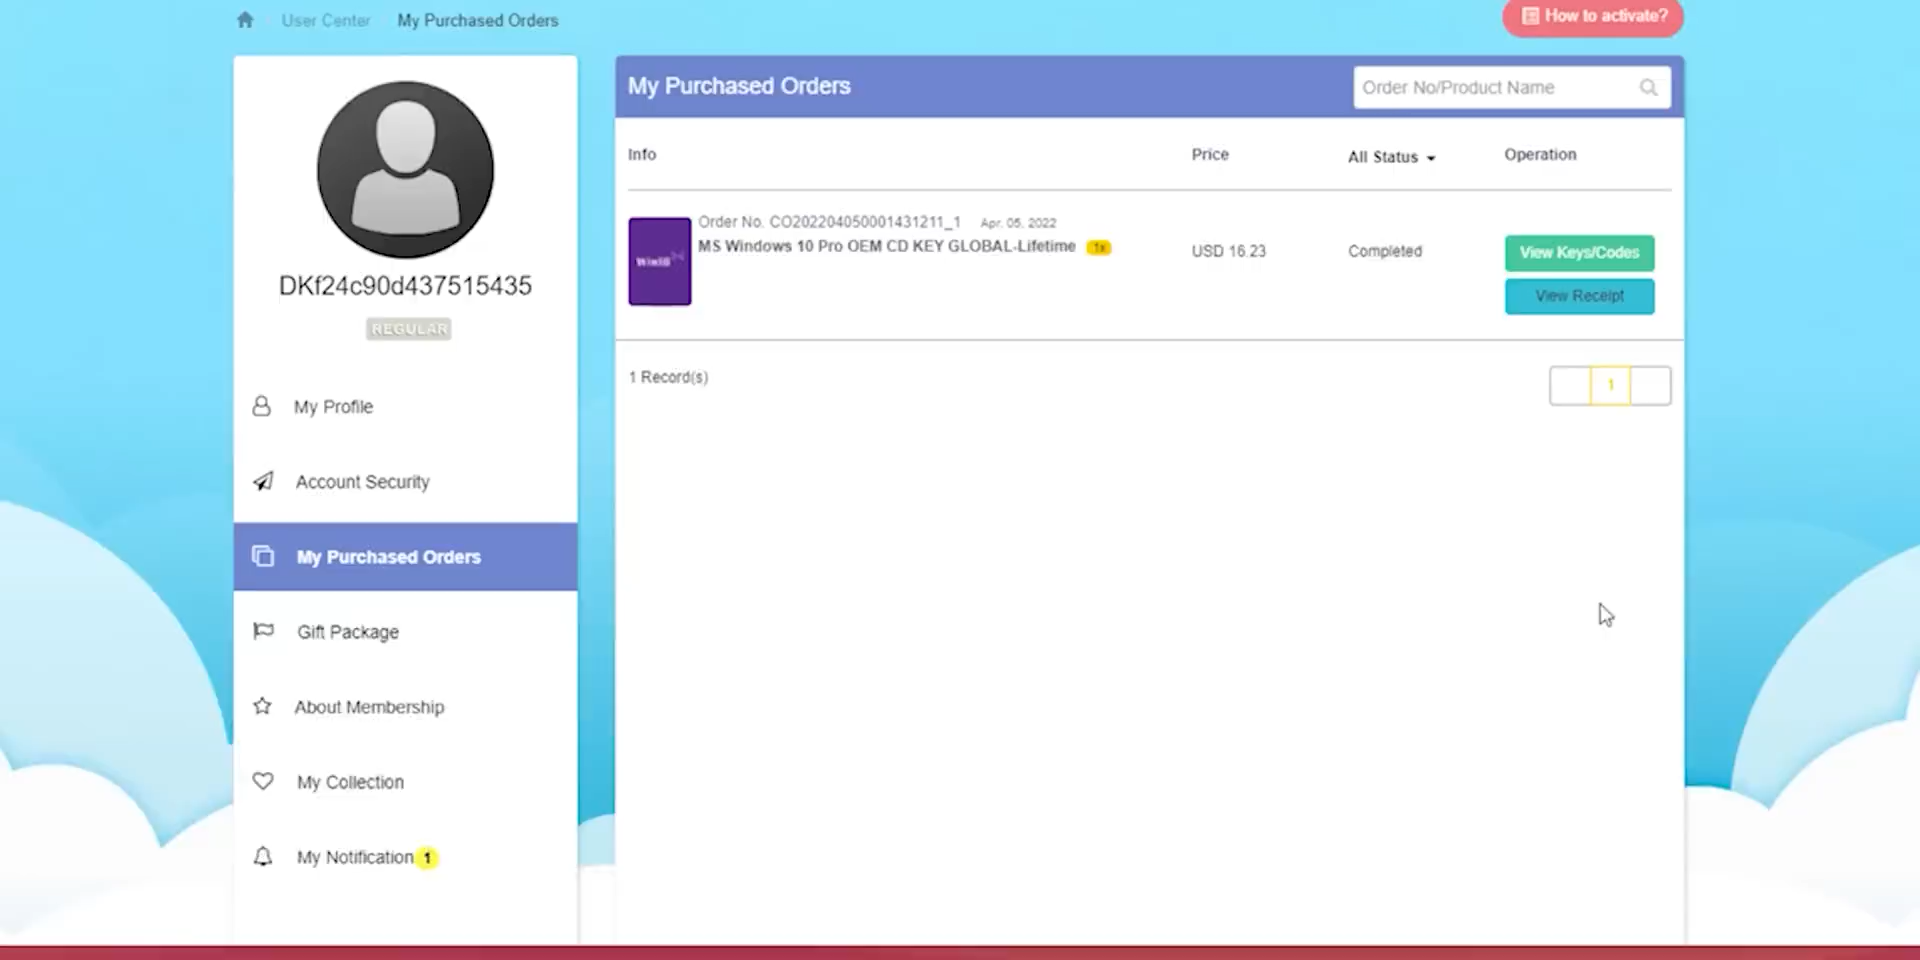 User Center
My Purchased Orders
How to activate?
DKf24c90d437515435
REGULAR
My Profile
Account Security
My Purchased Orders
Gift Package
About Membership
My Collection
My Notification 1
My Purchased Orders
Order No/Product Name
Info Price All Status Operation
Order No. CO202204050001431211_1 Apr. 05, 2022
MS Windows 10 Pro OEM CD KEY GLOBAL-Lifetime 1x
Win10
USD 16.23
Completed
View Keys/Codes
View Receipt
1 Record(s)
1